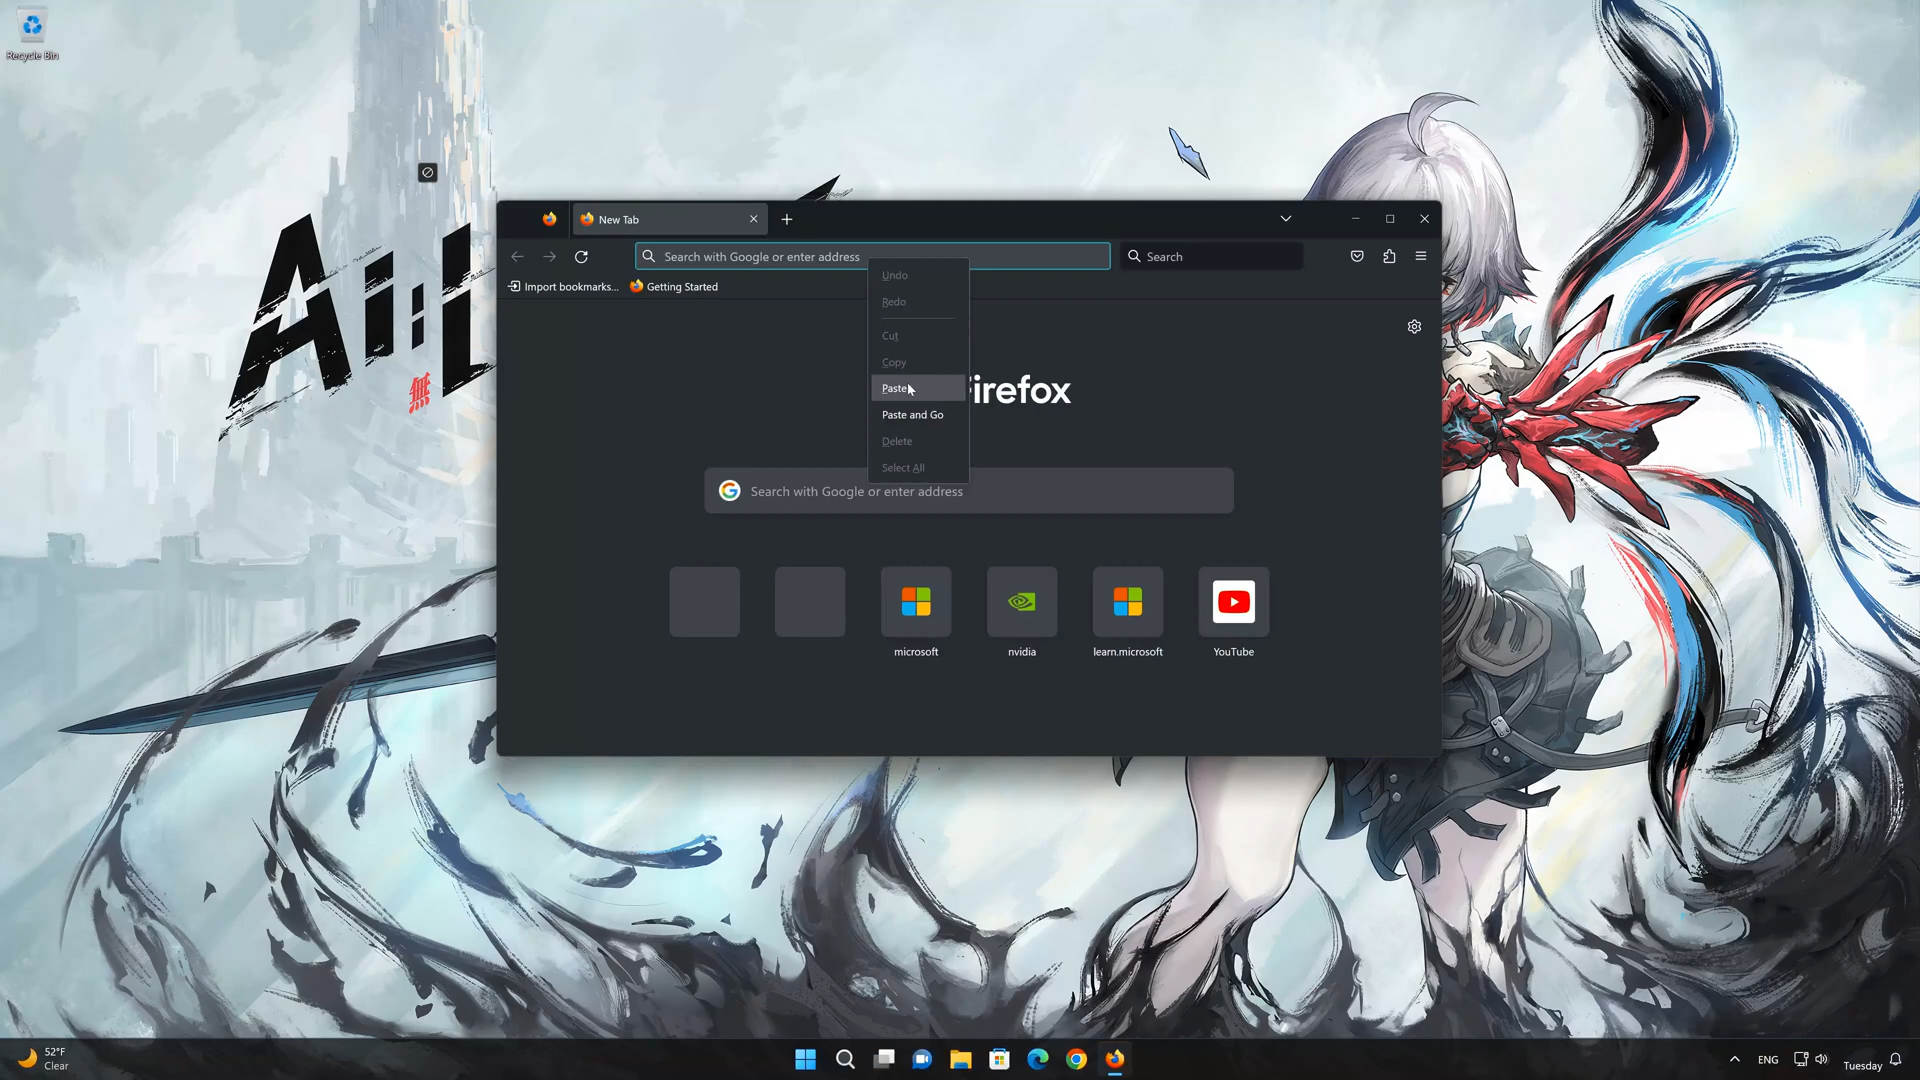 Recycle Bin
Ai:L
無
New Tab
Search with Google or enter address
Search
Import bookmarks...
Getting Started
Undo
Redo
Cut
Copy
Paste
Paste and Go
Delete
Select All
irefox
Search with Google or enter address
microsoft
nvidia
learn.microsoft
YouTube
52°F
Clear
ENG
Tuesday